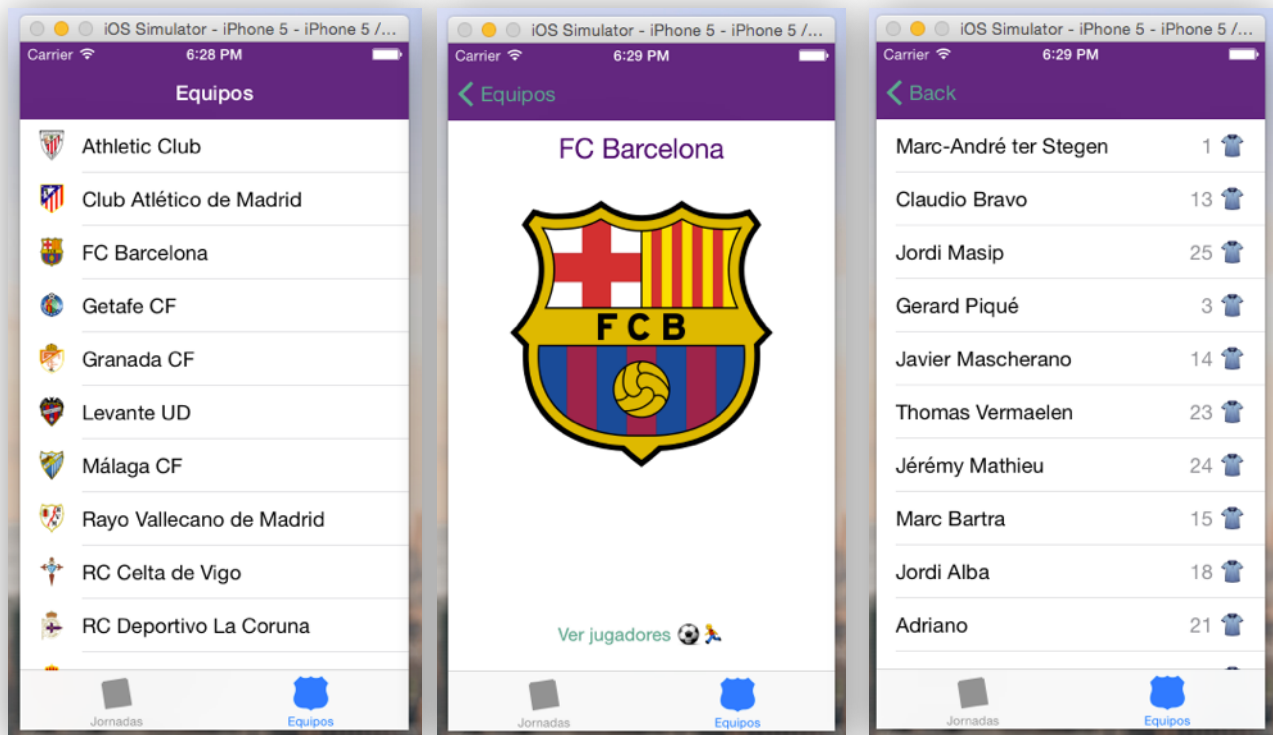 iOS Simulator - iPhone 5 - iPhone 5 /...
Carrier 6:28 PM
Equipos
Athletic Club
Club Atlético de Madrid
FC Barcelona
Getafe CF
Granada CF
Levante UD
Málaga CF
Rayo Vallecano de Madrid
RC Celta de Vigo
RC Deportivo La Coruna
Jornadas Equipos
iOS Simulator - iPhone 5 - iPhone 5 /...
Carrier 6:29 PM
Equipos
FC Barcelona
FCB
Ver jugadores
Jornadas Equipos
iOS Simulator - iPhone 5 - iPhone 5 /...
Carrier 6:29 PM
Back
Marc-André ter Stegen 1
Claudio Bravo 13
Jordi Masip 25
Gerard Piqué 3
Javier Mascherano 14
Thomas Vermaelen 23
Jérémy Mathieu 24
Marc Bartra 15
Jordi Alba 18
Adriano 21
Jornadas Equipos